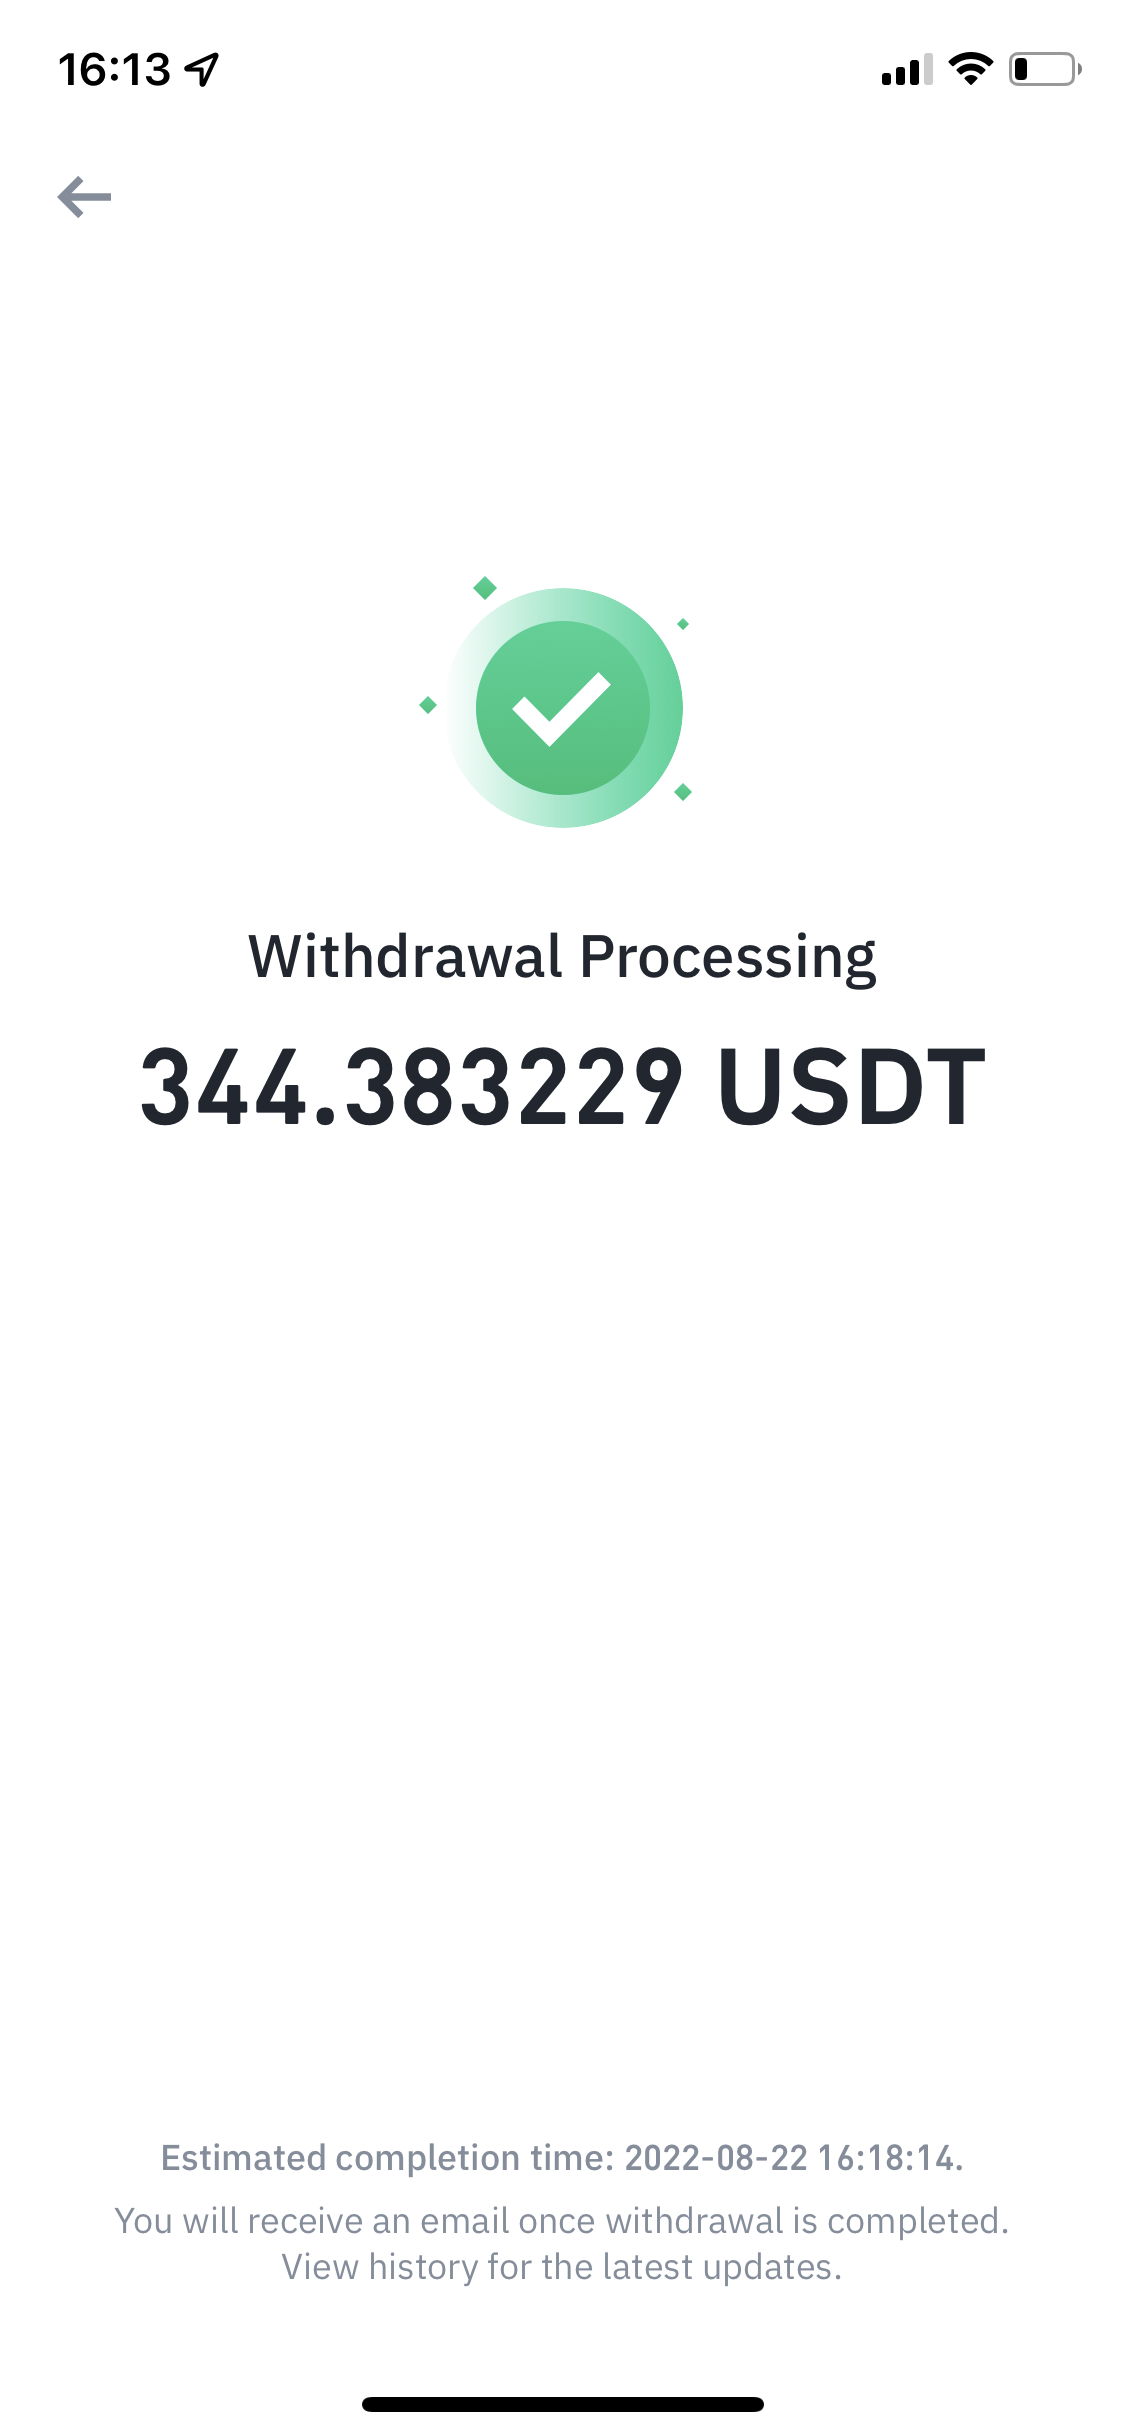 16:13
Withdrawal Processing
344.383229 USDT
Estimated completion time: 2022-08-22 16:18:14.
You will receive an email once withdrawal is completed.
View history for the latest updates.